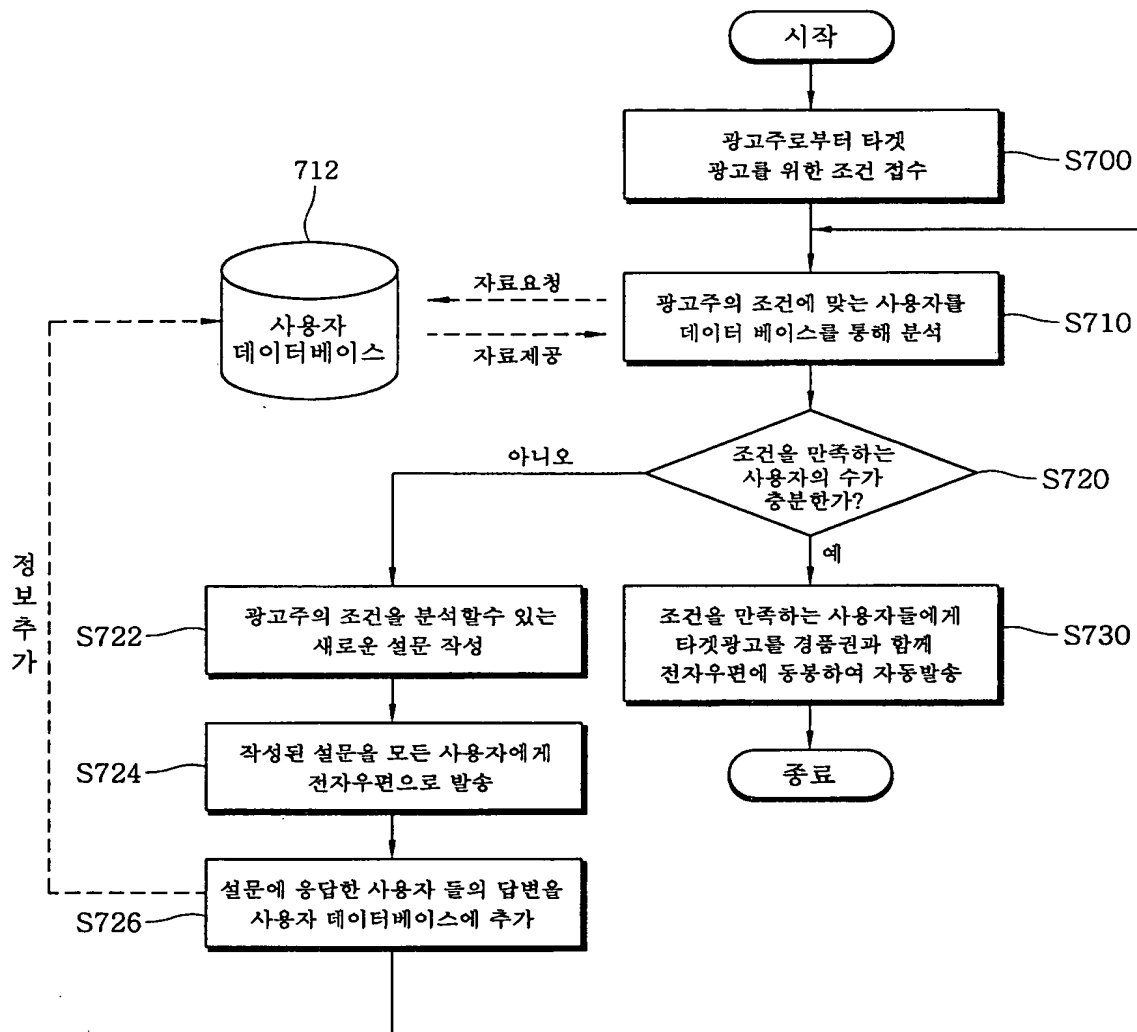 시작
광고주로부터 타겟
광고를 위한 조건 접수
S700
712
사용자
데이터베이스
자료요청
자료제공
광고주의 조건에 맞는 사용자를
데이터 베이스를 통해 분석
S710
아니오
조건을 만족하는
사용자의 수가
충분한가?
S720
예
정보추가
S722
광고주의 조건을 분석할수 있는
새로운 설문 작성
조건을 만족하는 사용자들에게
타겟광고를 경품권과 함께
전자우편에 동봉하여 자동발송
S730
S724
작성된 설문을 모든 사용자에게
전자우편으로 발송
종료
S726
설문에 응답한 사용자 들의 답변을
사용자 데이터베이스에 추가